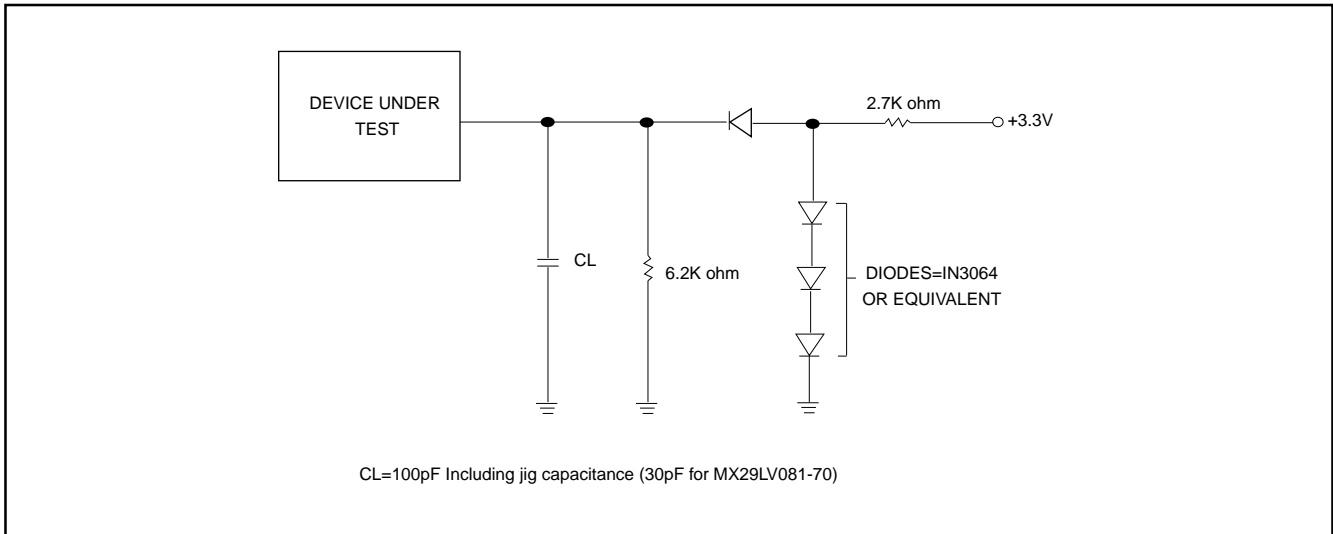 DEVICE UNDER
TEST
2.7K ohm
+3.3V
CL
6.2K ohm
DIODES=IN3064
OR EQUIVALENT
CL=100pF Including jig capacitance (30pF for MX29LV081-70)